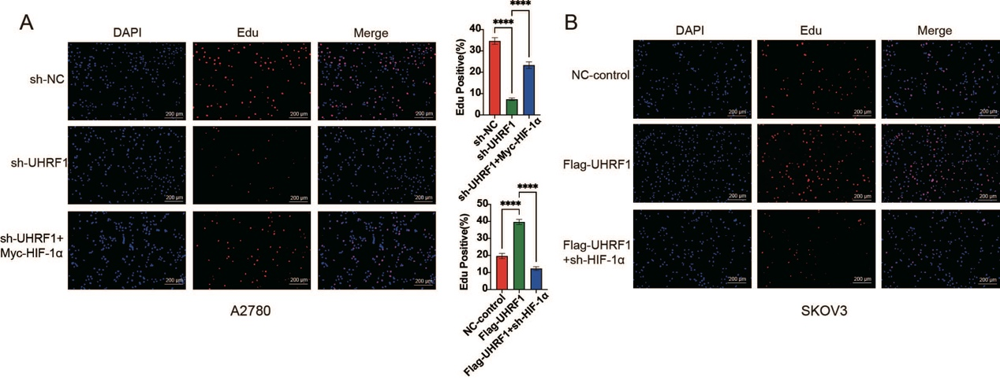 A
DAPI Edu Merge
sh-NC
200 μm 200 μm 200 μm
sh-UHRF1
200 μm 200 μm 200 μm
sh-UHRF1+
Myc-HIF-1α
200 μm 200 μm 200 μm
A2780
**** ****
Edu Positive(%)
40
30
20
10
0
sh-NC
sh-UHRF1
sh-UHRF1+Myc-HIF-1α
**** ****
Edu Positive(%)
50
40
30
20
10
0
NC-control
Flag-UHRF1
Flag-UHRF1+sh-HIF-1α
B
DAPI Edu Merge
NC-control
200 μm 200 μm 200 μm
Flag-UHRF1
200 μm 200 μm 200 μm
Flag-UHRF1
+sh-HIF-1α
200 μm 200 μm 200 μm
SKOV3